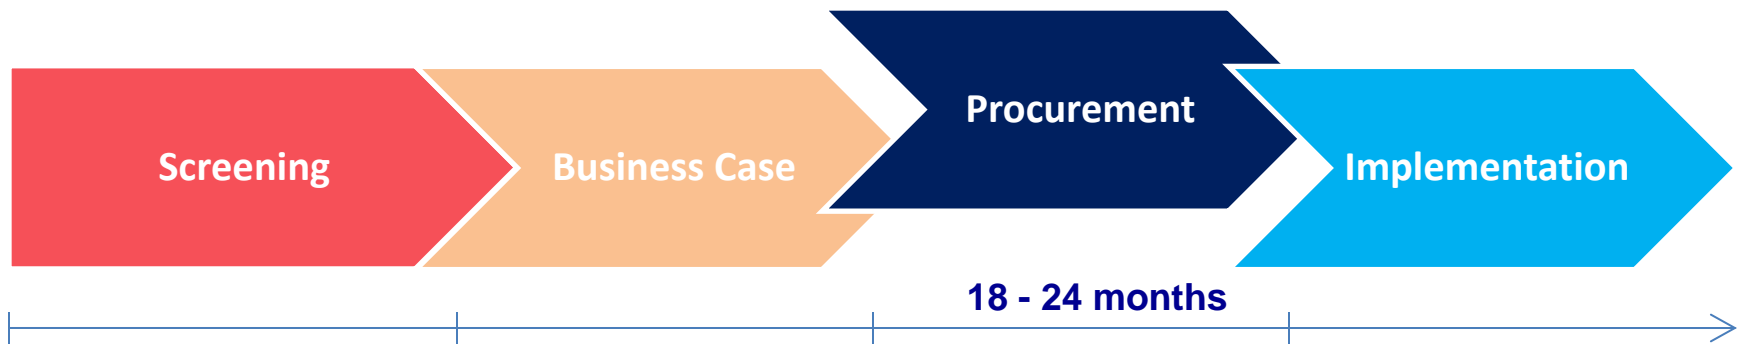 Screening
Business Case
Procurement
Implementation
18 - 24 months